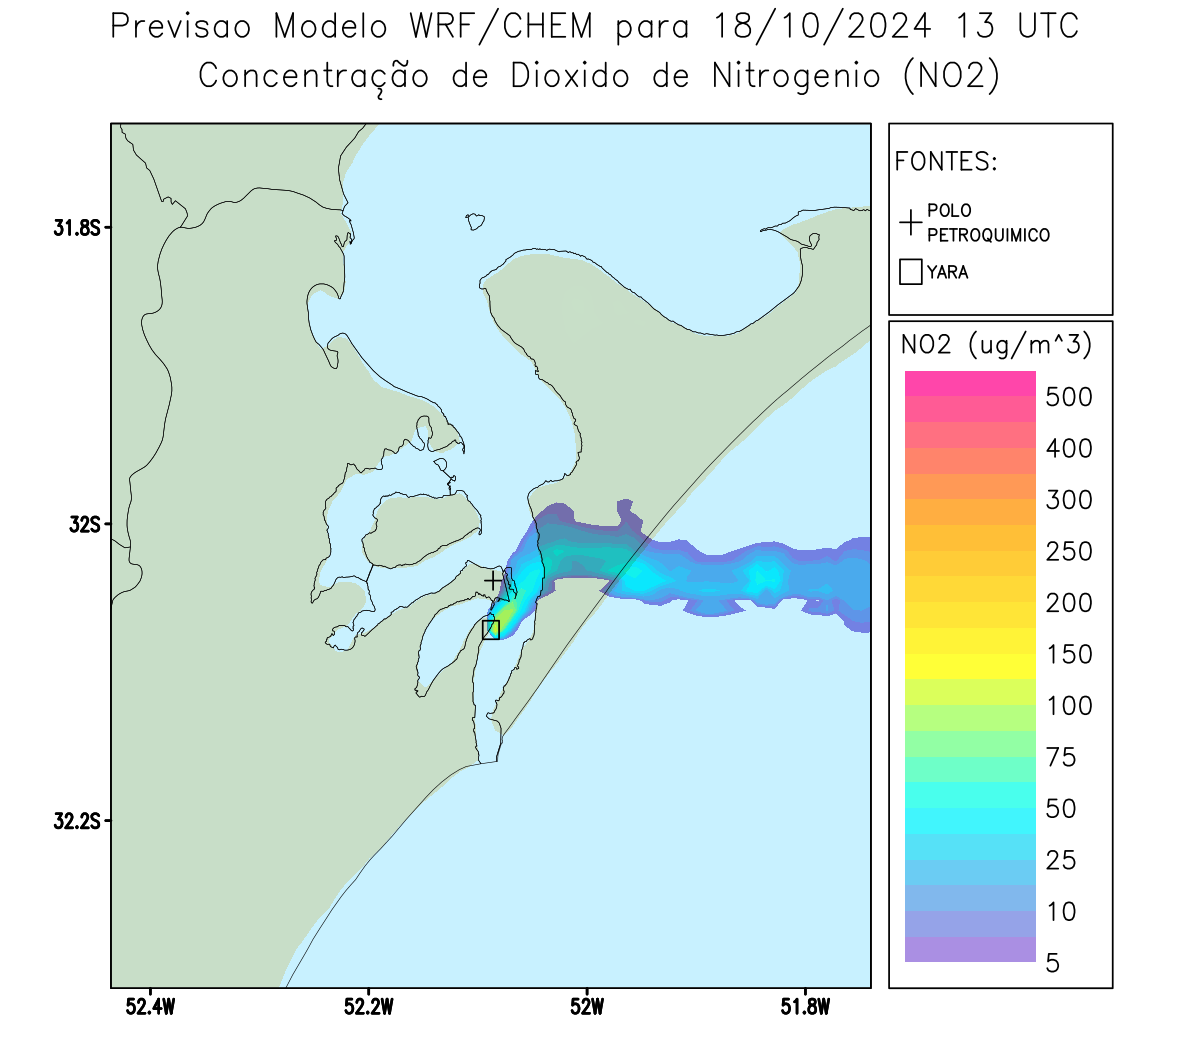 Previsao Modelo WRF/CHEM para 18/10/2024 13 UTC
Concentração de Dioxido de Nitrogenio (NO2)
FONTES:
POLO
PETROQUIMICO
YARA
NO2 (ug/m^3)
500
400
300
250
200
150
100
75
50
25
10
5
31.8S
32S
32.2S
52.4W
52.2W
52W
51.8W